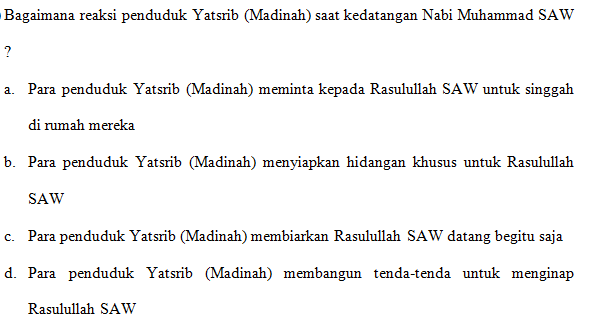 Bagaimana reaksi penduduk Yatsrib (Madinah) saat kedatangan Nabi Muhammad SAW
?
a. Para penduduk Yatsrib (Madinah) meminta kepada Rasulullah SAW untuk singgah
di rumah mereka
b. Para penduduk Yatsrib (Madinah) menyiapkan hidangan khusus untuk Rasulullah
SAW
c. Para penduduk Yatsrib (Madinah) membiarkan Rasulullah SAW datang begitu saja
d. Para penduduk Yatsrib (Madinah) membangun tenda-tenda untuk menginap
Rasulullah SAW